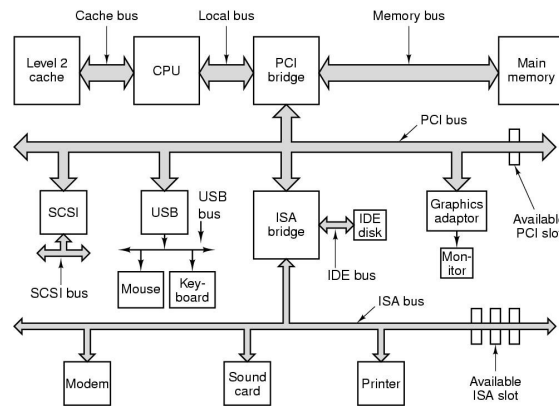 Cache bus
Local bus
Memory bus
Level 2
cache
CPU
PCI
bridge
Main
memory
PCI bus
SCSI
USB
USB
bus
ISA
bridge
IDE
disk
Graphics
adaptor
Available
PCI slot
Mouse
Key-
board
IDE bus
Mon-
itor
SCSI bus
ISA bus
Modem
Sound
card
Printer
Available
ISA slot